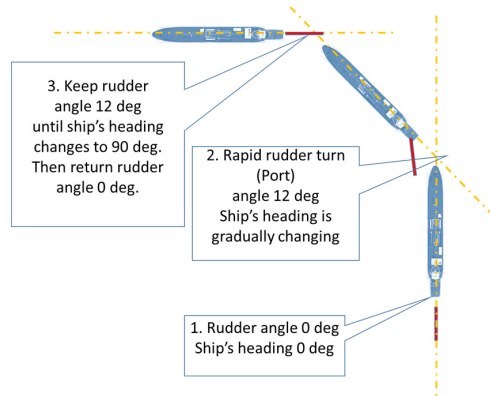 3. Keep rudder
angle 12 deg
until ship's heading
changes to 90 deg.
Then return rudder
angle 0 deg.
2. Rapid rudder turn
(Port)
angle 12 deg
Ship's heading is
gradually changing
1. Rudder angle 0 deg
Ship's heading 0 deg